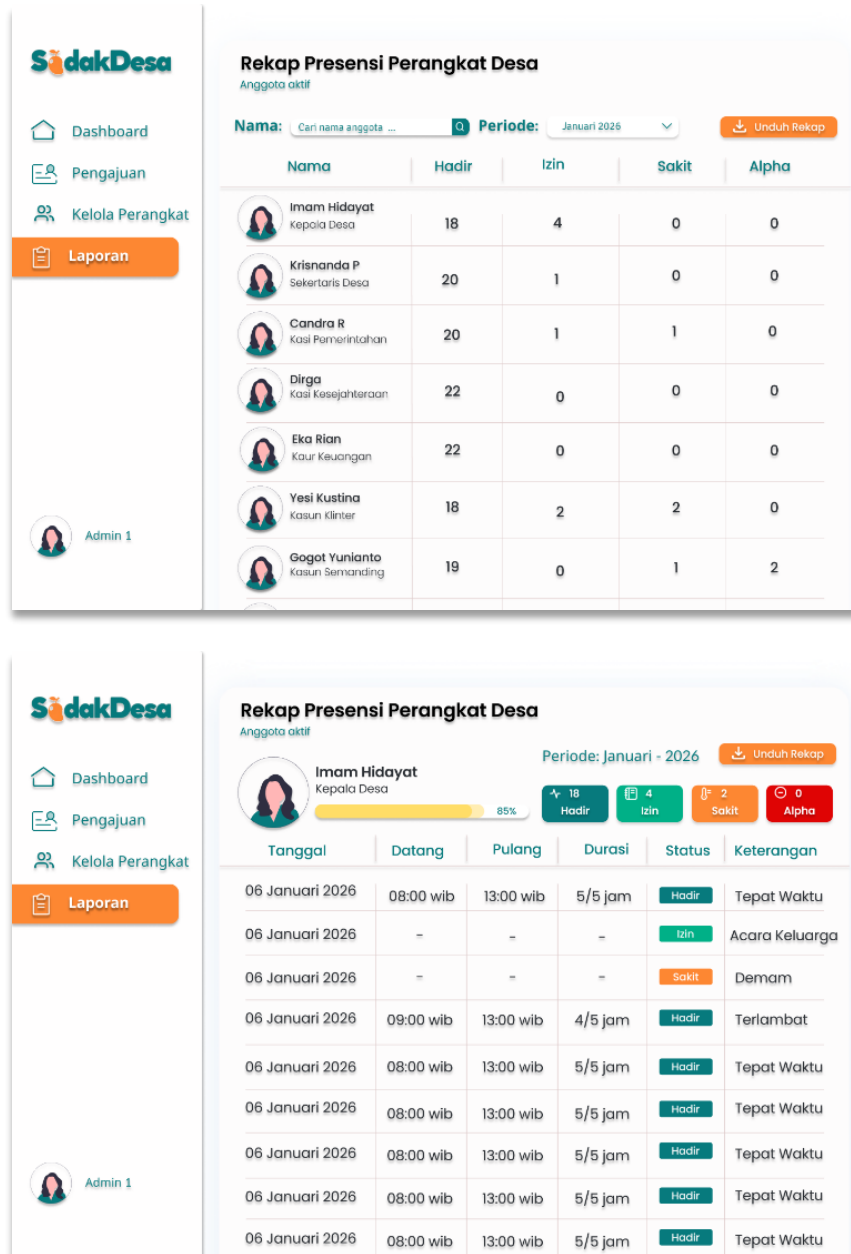 SidakDesa
Dashboard
Pengajuan
Kelola Perangkat
Laporan
Admin 1
Rekap Presensi Perangkat Desa
Anggota aktif
Nama: Cari nama anggota ... Periode: Januari 2026 Unduh Rekap
Nama Hadir Izin Sakit Alpha
Imam Hidayat
Kepala Desa 18 4 0 0
Krisnanda P
Sekertaris Desa 20 1 0 0
Candra R
Kasi Pemerintahan 20 1 1 0
Dirga
Kasi Kesejahteraan 22 0 0 0
Eka Rian
Kaur Keuangan 22 0 0 0
Yesi Kustina
Kasun Klinter 18 2 2 0
Gogot Yunianto
Kasun Semanding 19 0 1 2
SidakDesa
Dashboard
Pengajuan
Kelola Perangkat
Laporan
Admin 1
Rekap Presensi Perangkat Desa
Anggota aktif
Periode: Januari - 2026 Unduh Rekap
Imam Hidayat
Kepala Desa
85%
18 Hadir
4 Izin
2 Sakit
0 Alpha
Tanggal Datang Pulang Durasi Status Keterangan
06 Januari 2026 08:00 wib 13:00 wib 5/5 jam Hadir Tepat Waktu
06 Januari 2026 - - - Izin Acara Keluarga
06 Januari 2026 - - - Sakit Demam
06 Januari 2026 09:00 wib 13:00 wib 4/5 jam Hadir Terlambat
06 Januari 2026 08:00 wib 13:00 wib 5/5 jam Hadir Tepat Waktu
06 Januari 2026 08:00 wib 13:00 wib 5/5 jam Hadir Tepat Waktu
06 Januari 2026 08:00 wib 13:00 wib 5/5 jam Hadir Tepat Waktu
06 Januari 2026 08:00 wib 13:00 wib 5/5 jam Hadir Tepat Waktu
06 Januari 2026 08:00 wib 13:00 wib 5/5 jam Hadir Tepat Waktu